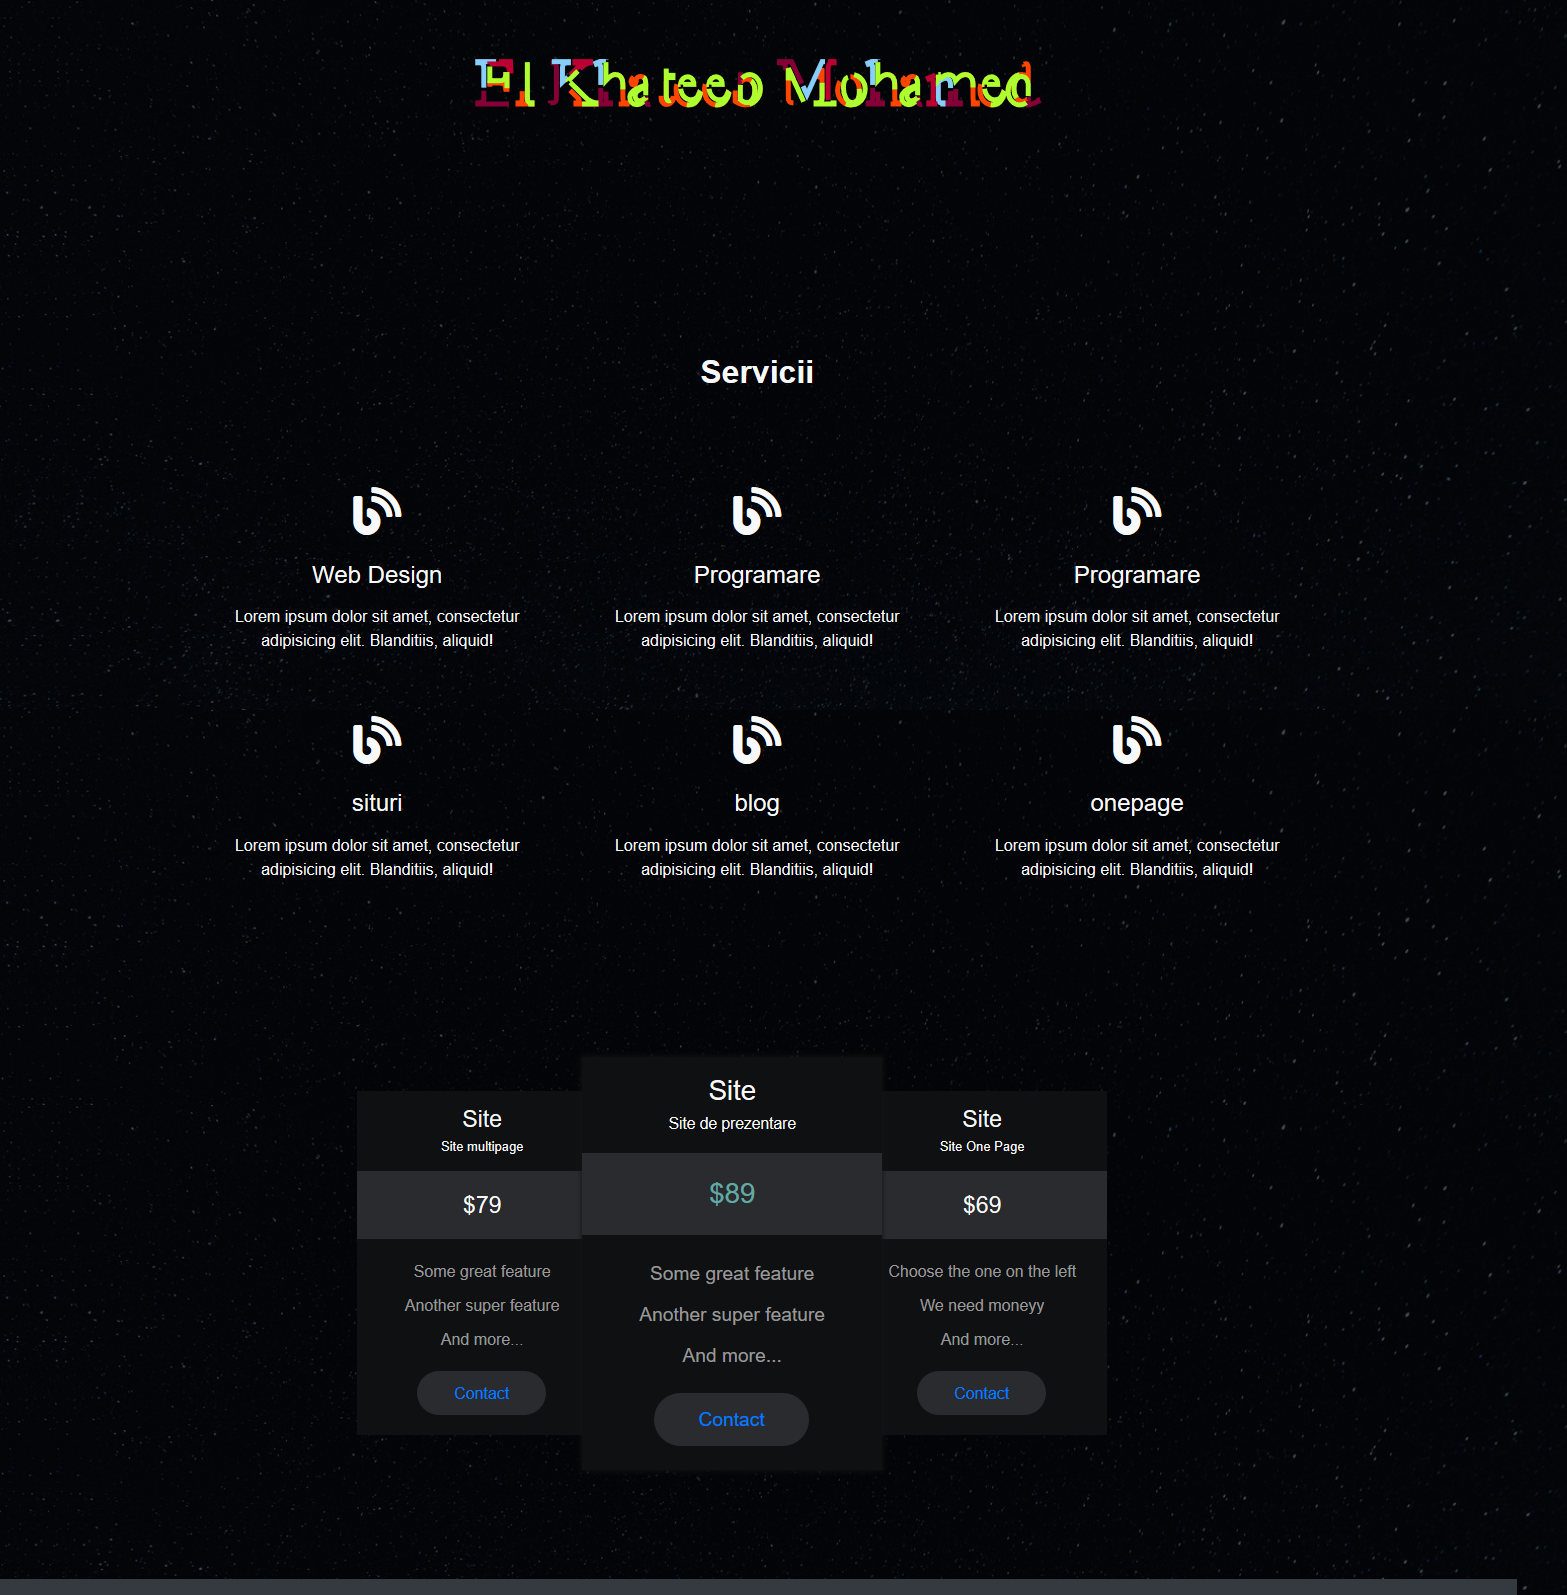 El Khateeb Mohamed
Servicii
Web Design
Lorem ipsum dolor sit amet, consectetur
adipisicing elit. Blanditiis, aliquid!
Programare
Lorem ipsum dolor sit amet, consectetur
adipisicing elit. Blanditiis, aliquid!
Programare
Lorem ipsum dolor sit amet, consectetur
adipisicing elit. Blanditiis, aliquid!
situri
Lorem ipsum dolor sit amet, consectetur
adipisicing elit. Blanditiis, aliquid!
blog
Lorem ipsum dolor sit amet, consectetur
adipisicing elit. Blanditiis, aliquid!
onepage
Lorem ipsum dolor sit amet, consectetur
adipisicing elit. Blanditiis, aliquid!
Site
Site multipage
$79
Some great feature
Another super feature
And more...
Contact
Site
Site de prezentare
$89
Some great feature
Another super feature
And more...
Contact
Site
Site One Page
$69
Choose the one on the left
We need moneyy
And more...
Contact